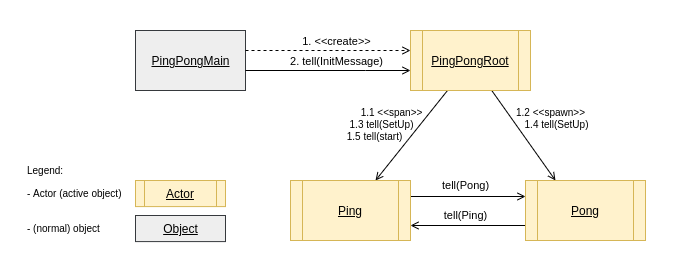 1. <<create>>
PingPongMain
2. tell(InitMessage)
PingPongRoot
1.1 <<span>>
1.3 tell(SetUp)
1.5 tell(start)
1.2 <<spawn>>
1.4 tell(SetUp)
Legend:
- Actor (active object)
Actor
- (normal) object
Object
Ping
tell(Pong)
tell(Ping)
Pong